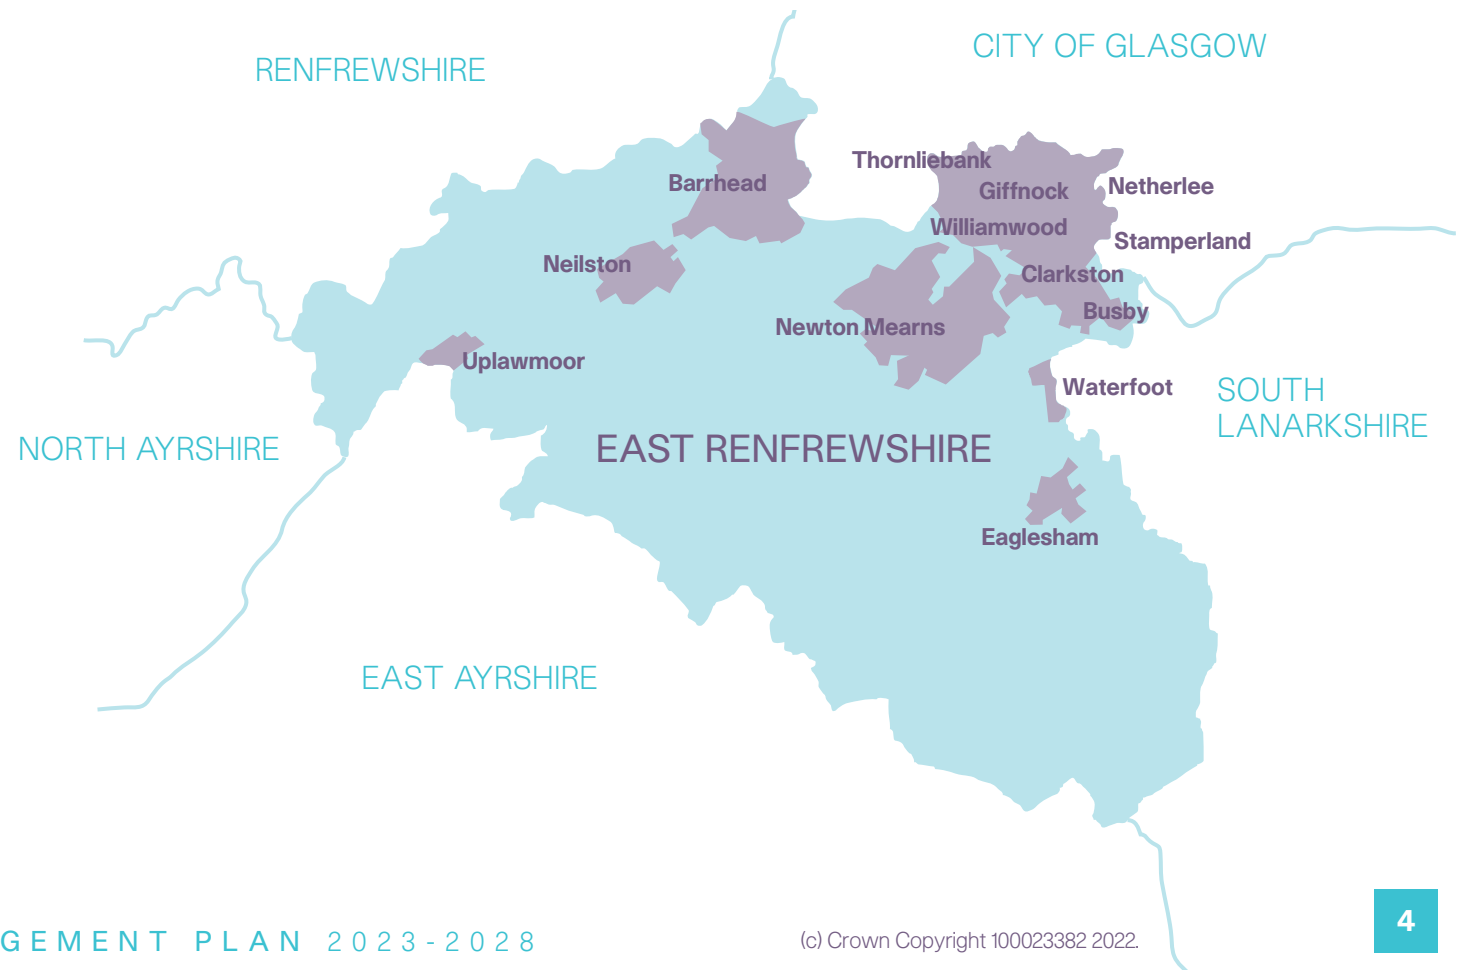 CITY OF GLASGOW
RENFREWSHIRE
Thornliebank
Barrhead
Giffnock
Netherlee
Williamwood
Stamperland
Neilston
Clarkston
Busby
Newton Mearns
Uplawmoor
Waterfoot
SOUTH
LANARKSHIRE
NORTH AYRSHIRE
EAST RENFREWSHIRE
Eaglesham
EAST AYRSHIRE
GEMENT PLAN 2023-2028
(c) Crown Copyright 100023382 2022.
4